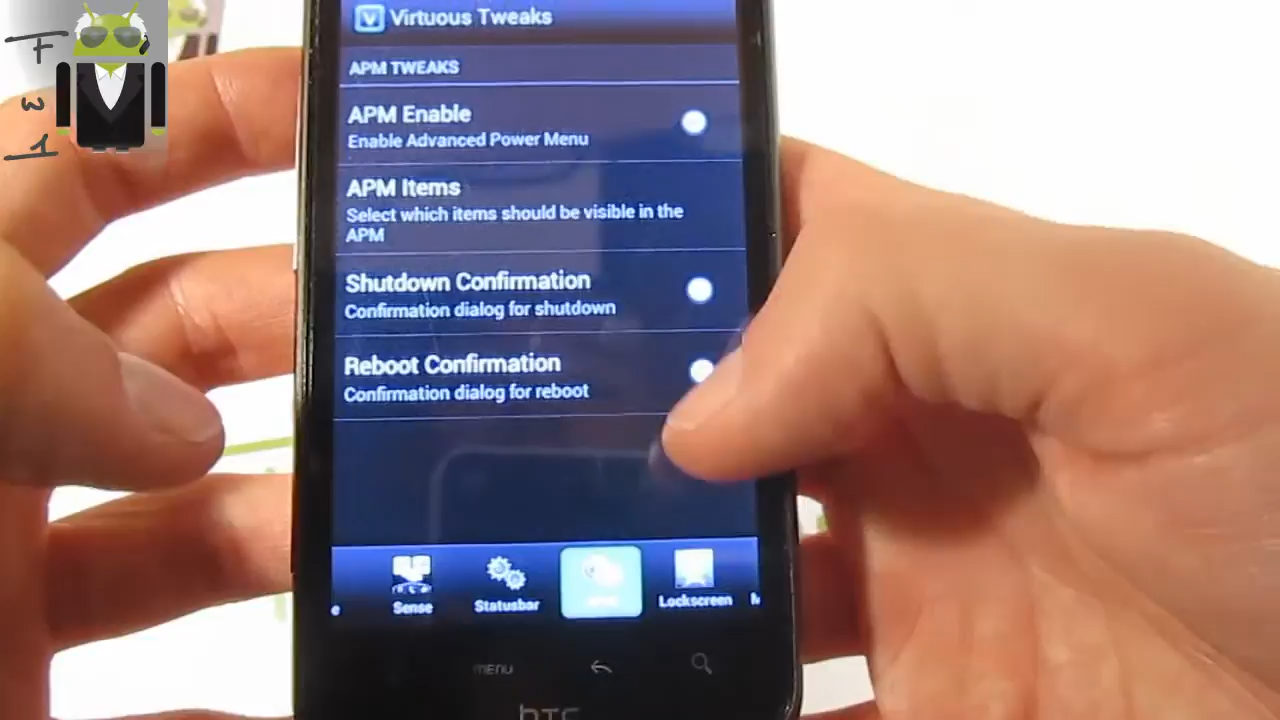 F
w
1
Virtuous Tweaks
APM TWEAKS
APM Enable
Enable Advanced Power Menu
APM Items
Select which items should be visible in the
APM
Shutdown Confirmation
Confirmation dialog for shutdown
Reboot Confirmation
Confirmation dialog for reboot
e Sense Statusbar Lockscreen M
menu
hTC